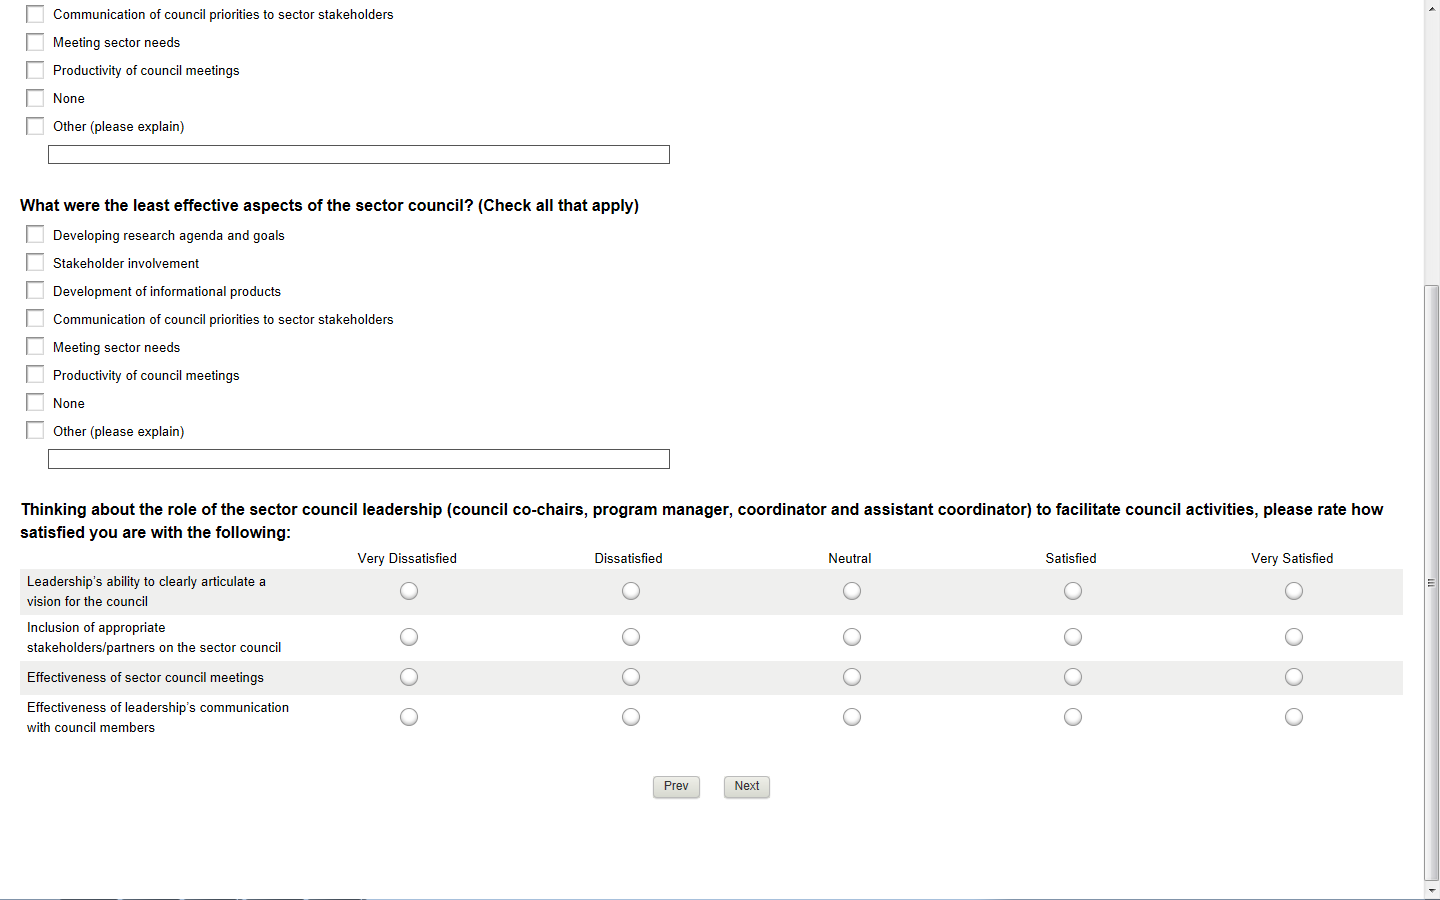 Communication of council priorities to sector stakeholders
Meeting sector needs
Productivity of council meetings
None
Other (please explain)
What were the least effective aspects of the sector council? (Check all that apply)
Developing research agenda and goals
Stakeholder involvement
Development of informational products
Communication of council priorities to sector stakeholders
Meeting sector needs
Productivity of council meetings
None
Other (please explain)
Thinking about the role of the sector council leadership (council co-chairs, program manager, coordinator and assistant coordinator) to facilitate council activities, please rate how
satisfied you are with the following:
Very Dissatisfied Dissatisfied Neutral Satisfied Very Satisfied
Leadership's ability to clearly articulate a
vision for the council
Inclusion of appropriate
stakeholders/partners on the sector council
Effectiveness of sector council meetings
Effectiveness of leadership's communication
with council members
Prev Next